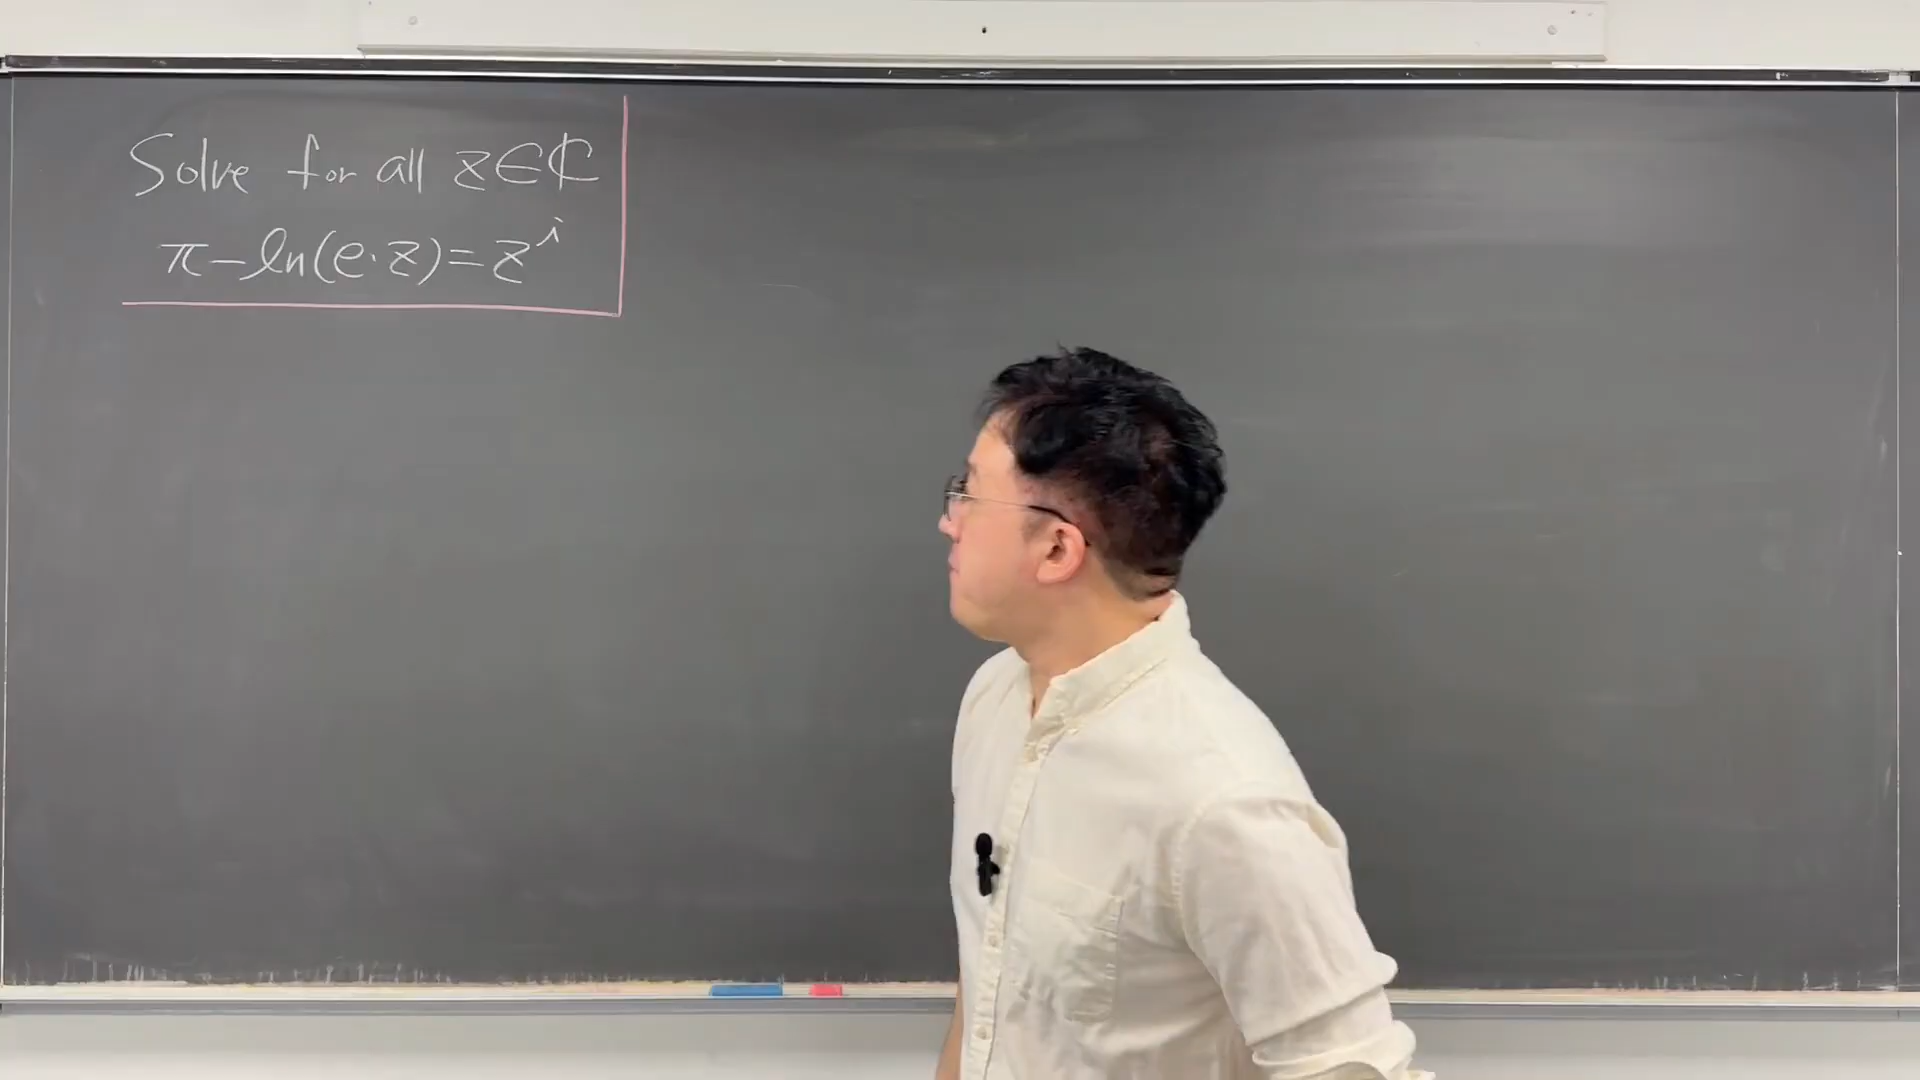 Solve for all z∈ℂ
π-ln(e·z)=z^i